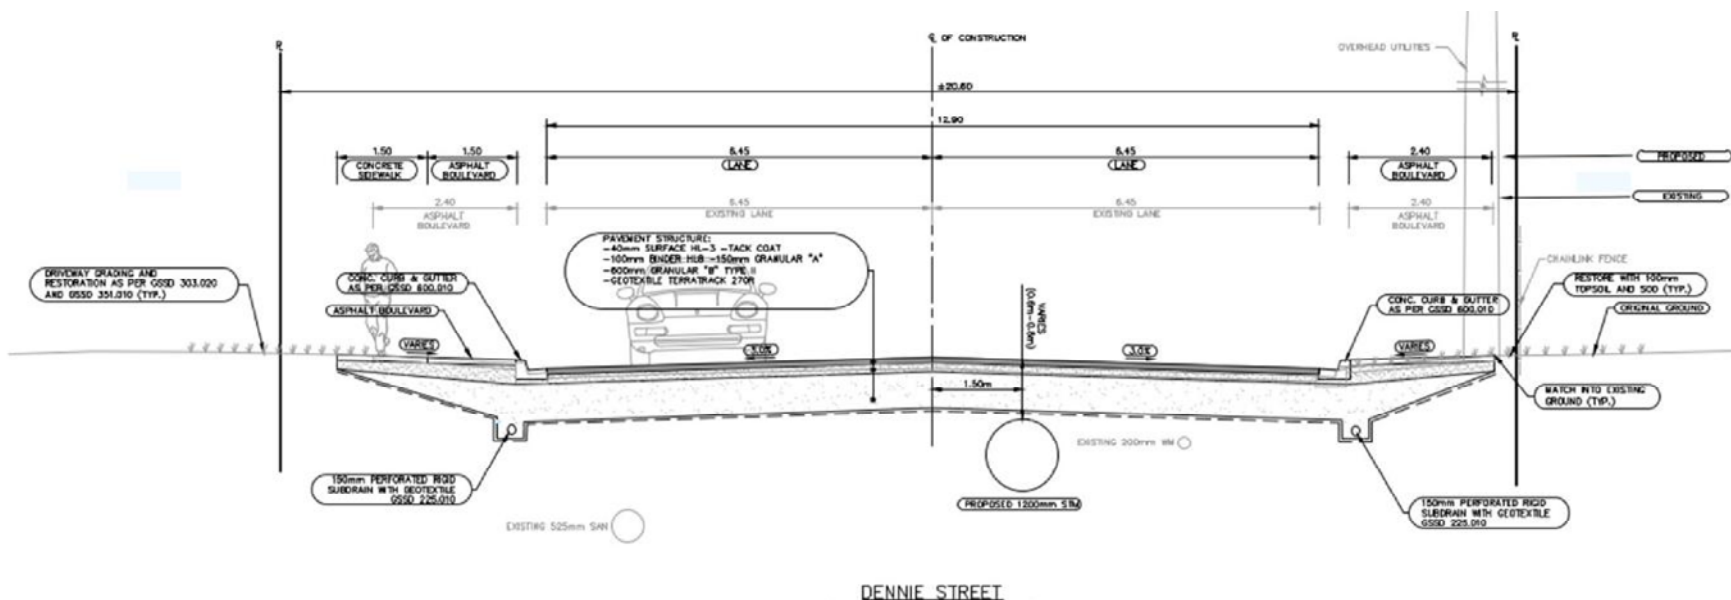 ℄ OF CONSTRUCTION
OVERHEAD UTILITIES
±20.60
12.90
1.50
CONCRETE
SIDEWALK
1.50
ASPHALT
BOULEVARD
6.45
LANE
6.45
LANE
2.40
ASPHALT
BOULEVARD
PROPOSED
EXISTING
2.40
ASPHALT
BOULEVARD
6.45
EXISTING LANE
6.45
EXISTING LANE
2.40
ASPHALT
BOULEVARD
PAVEMENT STRUCTURE:
-40mm SURFACE HL-3 -TACK COAT
-100mm BINDER HL8 -150mm GRANULAR "A"
-600mm GRANULAR "B" TYPE II
-GEOTEXTILE TERRATRACK 270R
DRIVEWAY GRADING AND
RESTORATION AS PER GSSD 303.020
AND GSSD 351.010 (TYP.)
CONC. CURB & GUTTER
AS PER GSSD 600.010
ASPHALT BOULEVARD
VARIES
3.0%
VARIES
1.50m
3.0%
CONC. CURB & GUTTER
AS PER GSSD 600.010
VARIES
CHAINLINK FENCE
RESTORE WITH 100mm
TOPSOIL AND SOD (TYP.)
ORIGINAL GROUND
MATCH INTO EXISTING
GROUND (TYP.)
150mm PERFORATED RIGID
SUBDRAIN WITH GEOTEXTILE
GSSD 225.010
EXISTING 525mm SAN
EXISTING 200mm WM
PROPOSED 1200mm STM
150mm PERFORATED RIGID
SUBDRAIN WITH GEOTEXTILE
GSSD 225.010
DENNIE STREET